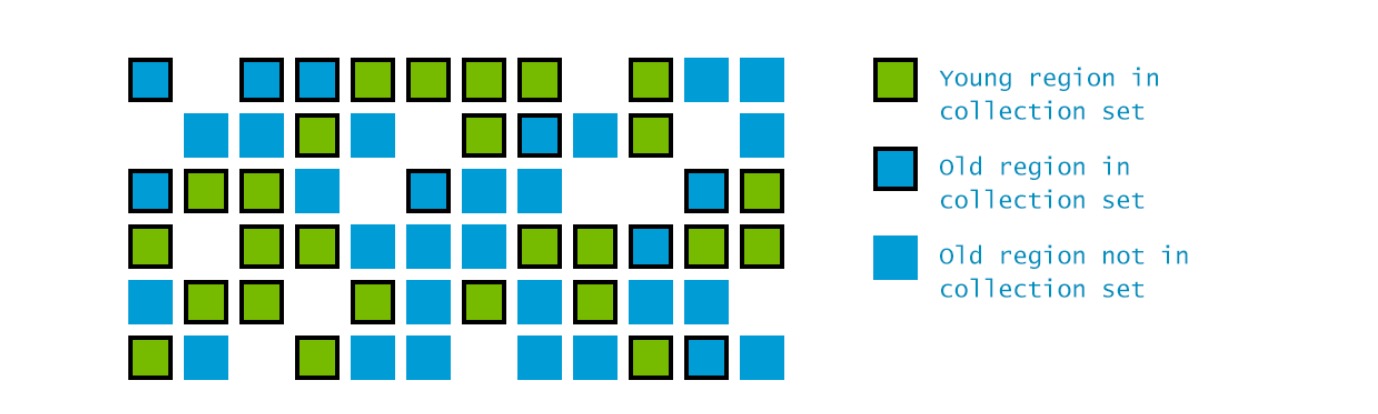 Young region in
collection set
Old region in
collection set
Old region not in
collection set